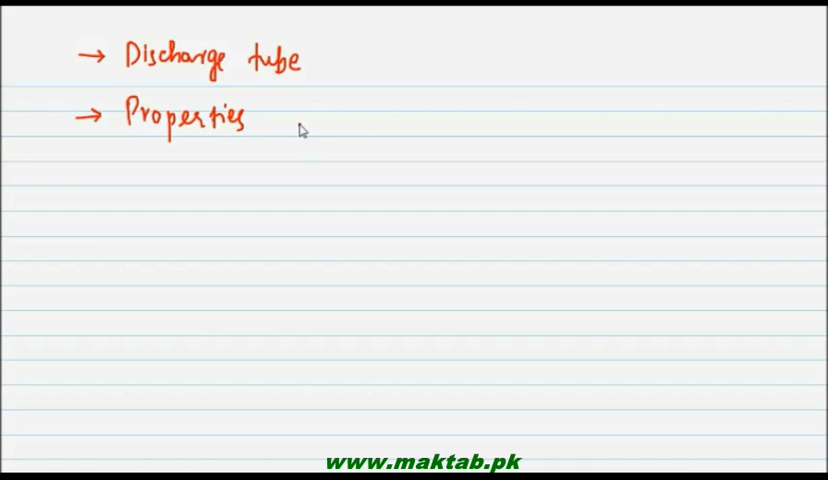 → Discharge tube
→ Properties
www.maktab.pk